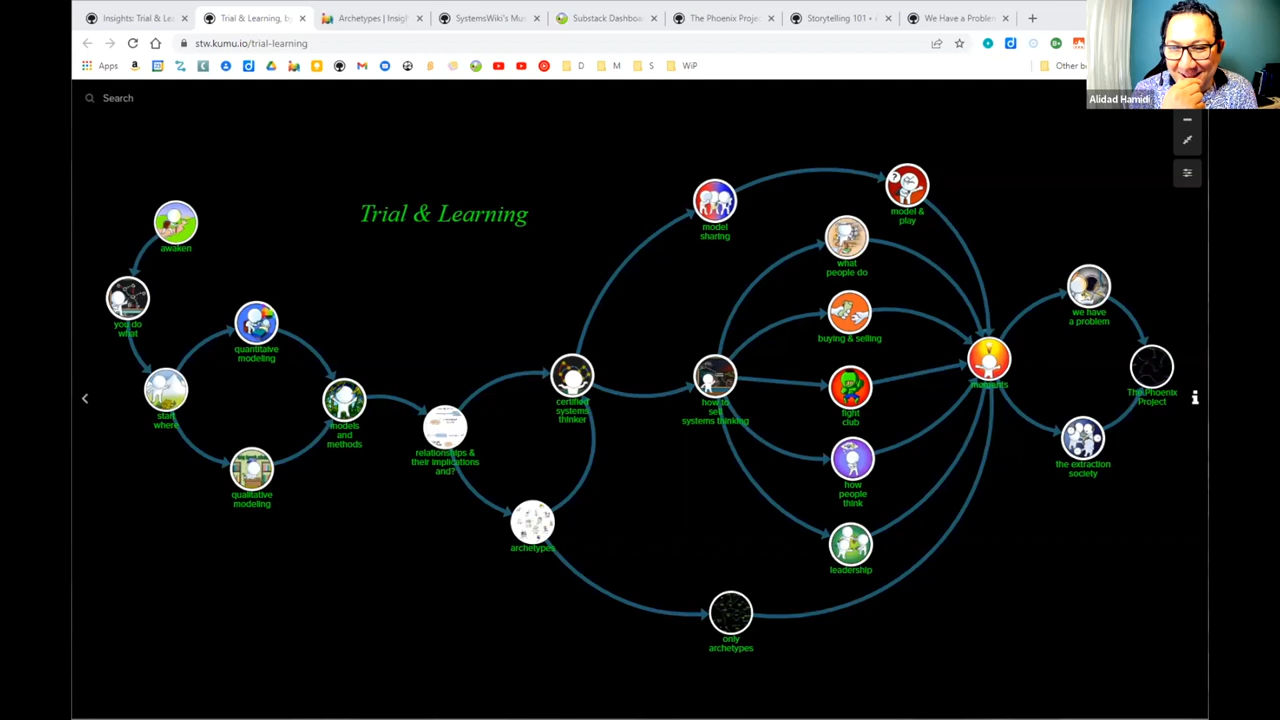 Insights: Trial & Le
Trial & Learning, by
Archetypes | Insigh
SystemsWiki's Mus
Substack Dashboa
The Phoenix Proje
Storytelling 101 •
We Have a Problem
stw.kumu.io/trial-learning
Apps
D
M
S
WiP
Other b
Alidad Hamidi
Search
Trial & Learning
awaken
you do
what
start
where
quantitaive
modeling
qualitative
modeling
models
and
methods
relationships &
their implications
and?
certified
systems
thinker
archetypes
model
sharing
how to
sell
systems thinking
only
archetypes
model &
play
what
people do
buying & selling
fight
club
how
people
think
leadership
moments
we have
a problem
The Phoenix
Project
the extraction
society